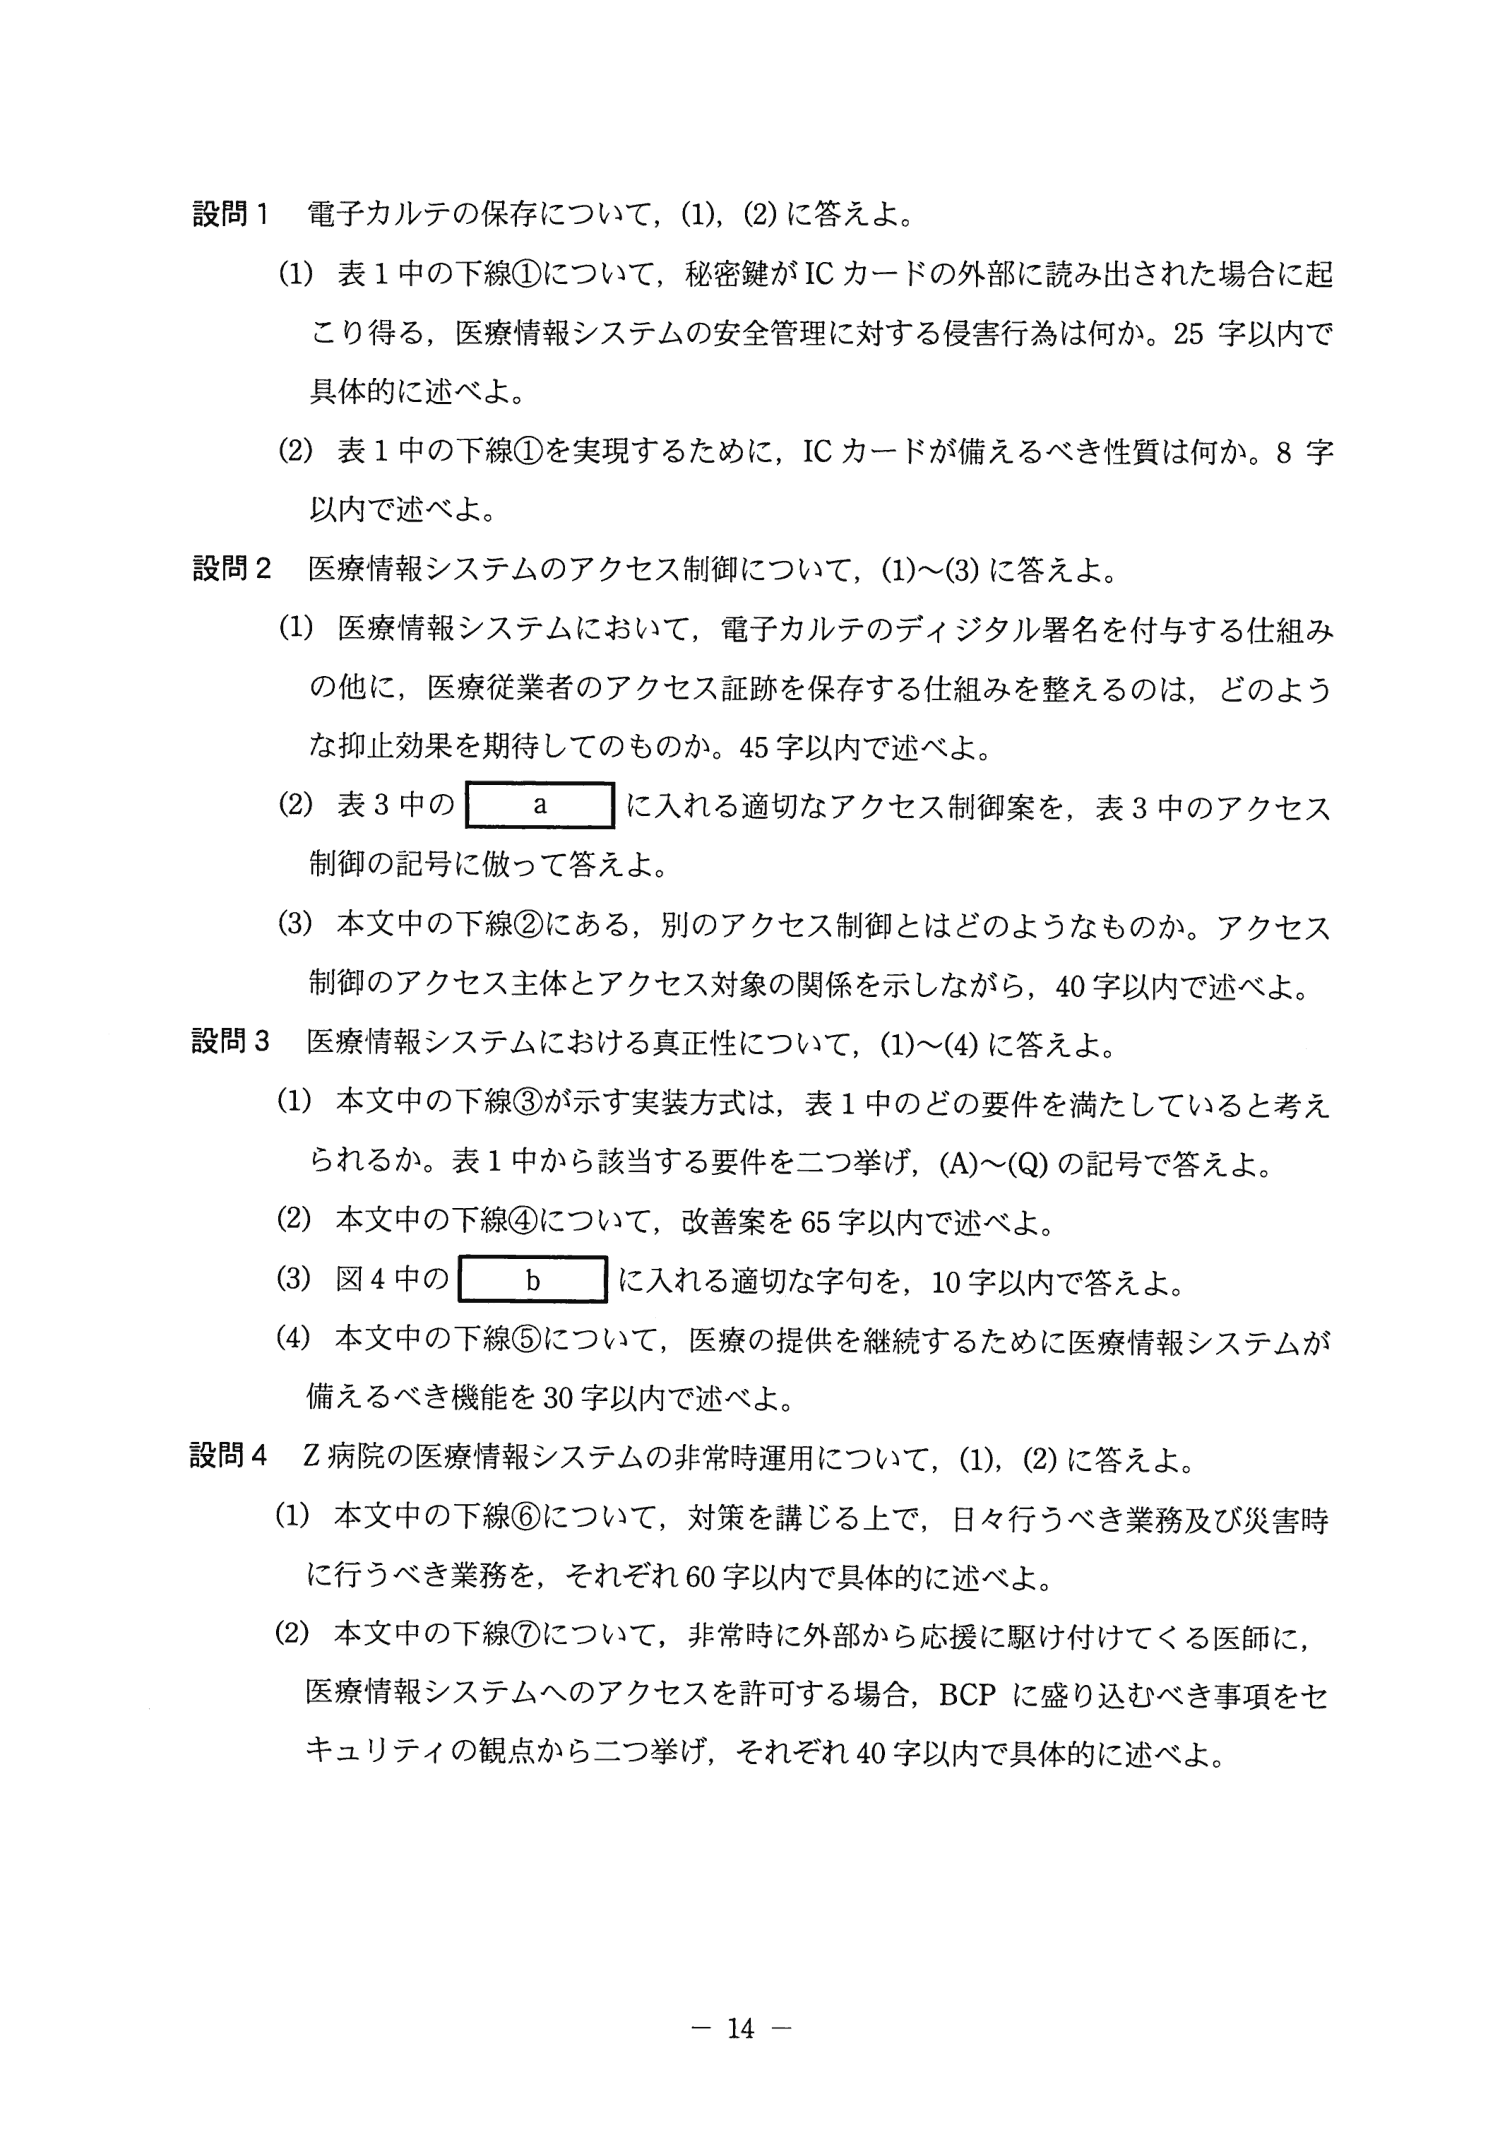 設問1 電子カルテの保存について，(1)，(2) に答えよ。
(1) 表 1 中の下線①について，秘密鍵が IC カードの外部に読み出された場合に起
こり得る，医療情報システムの安全管理に対する侵害行為は何か。25 字以内で
具体的に述べよ。
(2) 表 1 中の下線①を実現するために，IC カードが備えるべき性質は何か。8 字
以内で述べよ。
設問2 医療情報システムのアクセス制御について，(1)～(3) に答えよ。
(1) 医療情報システムにおいて，電子カルテのディジタル署名を付与する仕組み
の他に，医療従業者のアクセス証跡を保存する仕組みを整えるのは，どのよう
な抑止効果を期待してのものか。45 字以内で述べよ。
(2) 表 3 中の a に入れる適切なアクセス制御案を，表 3 中のアクセス
制御の記号に倣って答えよ。
(3) 本文中の下線②にある，別のアクセス制御とはどのようなものか。アクセス
制御のアクセス主体とアクセス対象の関係を示しながら，40 字以内で述べよ。
設問3 医療情報システムにおける真正性について，(1)～(4) に答えよ。
(1) 本文中の下線③が示す実装方式は，表 1 中のどの要件を満たしていると考え
られるか。表 1 中から該当する要件を二つ挙げ，(A)～(Q) の記号で答えよ。
(2) 本文中の下線④について，改善案を 65 字以内で述べよ。
(3) 図 4 中の b に入れる適切な字句を，10 字以内で答えよ。
(4) 本文中の下線⑤について，医療の提供を継続するために医療情報システムが
備えるべき機能を 30 字以内で述べよ。
設問4 Z 病院の医療情報システムの非常時運用について，(1)，(2) に答えよ。
(1) 本文中の下線⑥について，対策を講じる上で，日々行うべき業務及び災害時
に行うべき業務を，それぞれ 60 字以内で具体的に述べよ。
(2) 本文中の下線⑦について，非常時に外部から応援に駆け付けてくる医師に，
医療情報システムへのアクセスを許可する場合，BCP に盛り込むべき事項をセ
キュリティの観点から二つ挙げ，それぞれ 40 字以内で具体的に述べよ。
－ 14 －